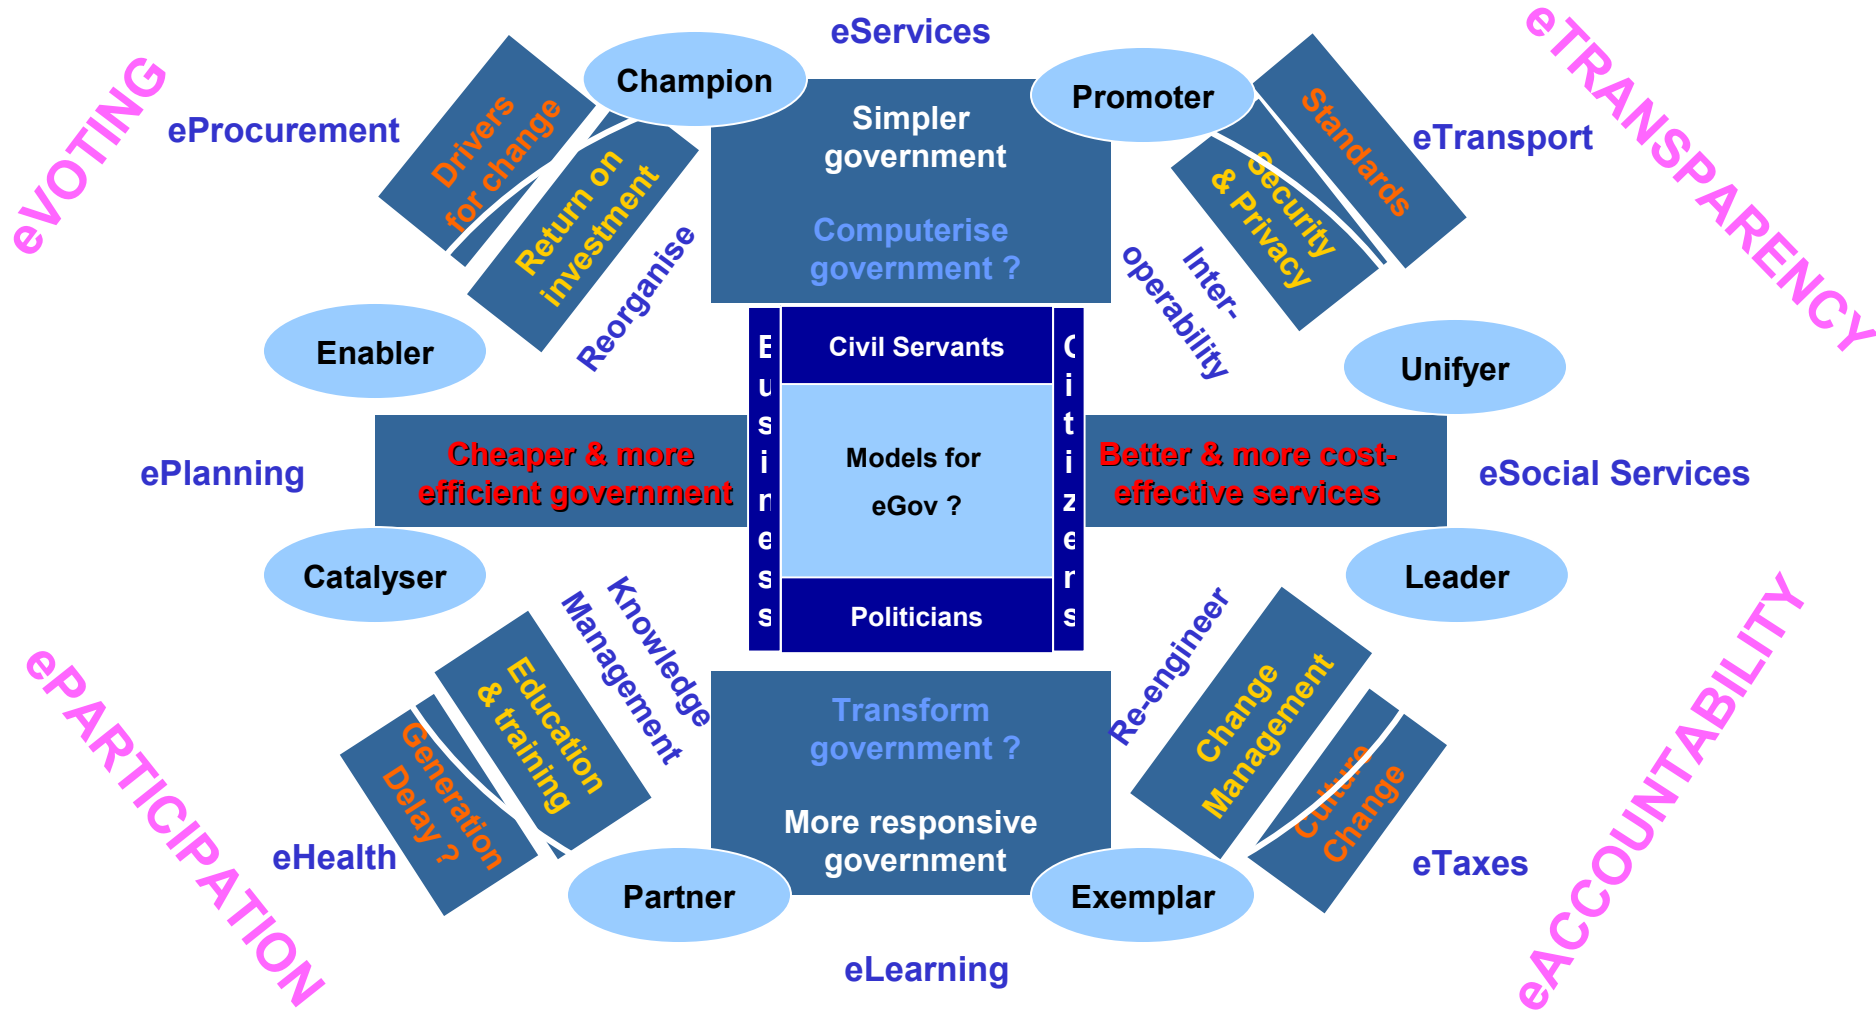 eServices
eVOTING
eTRANSPARENCY
Champion
Promoter
eProcurement
Drivers
for change
Return on
investment
Reorganise
Simpler
government
Computerise
government ?
Standards
Security
& Privacy
Inter-
operability
eTransport
Enabler
Unifyer
Business
Civil Servants
Citizens
ePlanning
Cheaper & more
efficient government
Models for
eGov ?
Better & more cost-
effective services
eSocial Services
Catalyser
Leader
Politicians
Knowledge
Management
Education
& training
Generation
Delay ?
Transform
government ?
More responsive
government
Re-engineer
Change
Management
Culture
Change
ePARTICIPATION
eACCOUNTABILITY
eHealth
Partner
Exemplar
eTaxes
eLearning